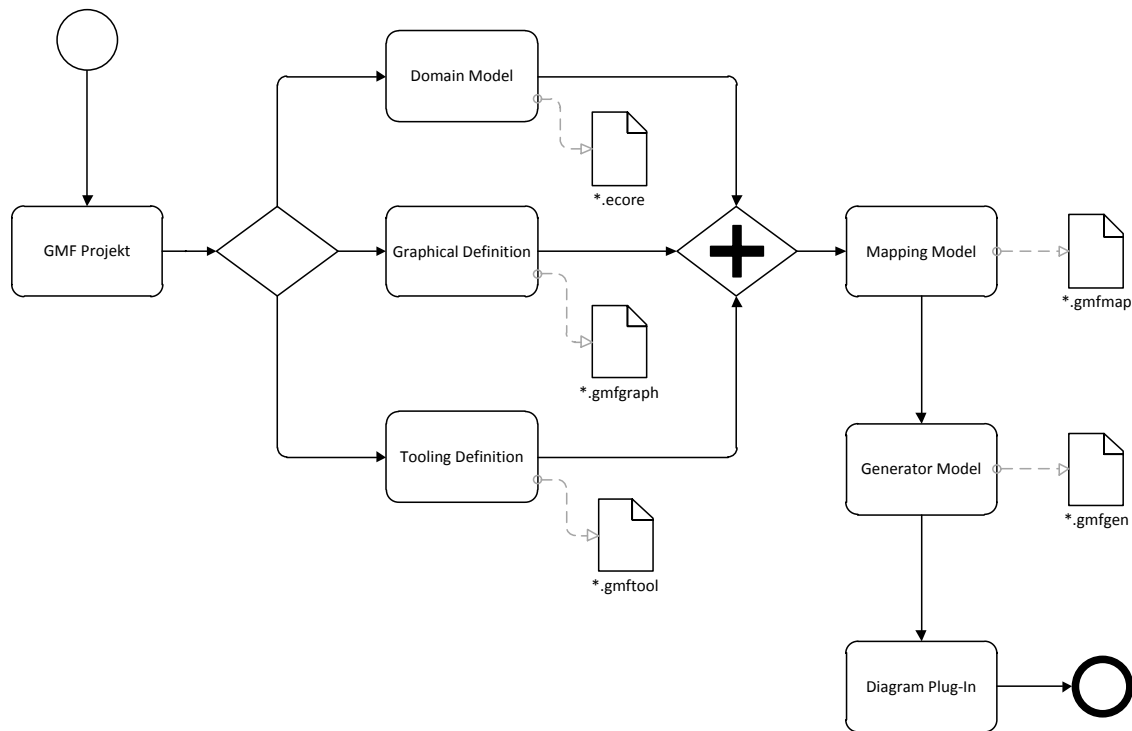 Domain Model
*.ecore
GMF Projekt
Graphical Definition
Mapping Model
*.gmfmap
*.gmfgraph
Tooling Definition
Generator Model
*.gmfgen
*.gmftool
Diagram Plug-In